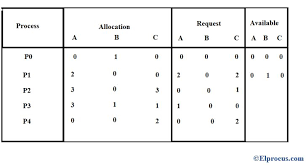 Process Allocation Request Available
A B C A B C A B C
P0 0 1 0 0 0 0 0 0 0
P1 2 0 0 2 0 2 0 1 0
P2 3 0 3 0 0 1
P3 3 1 1 1 0 0
P4 0 0 2 0 0 2
©Elprocus.com